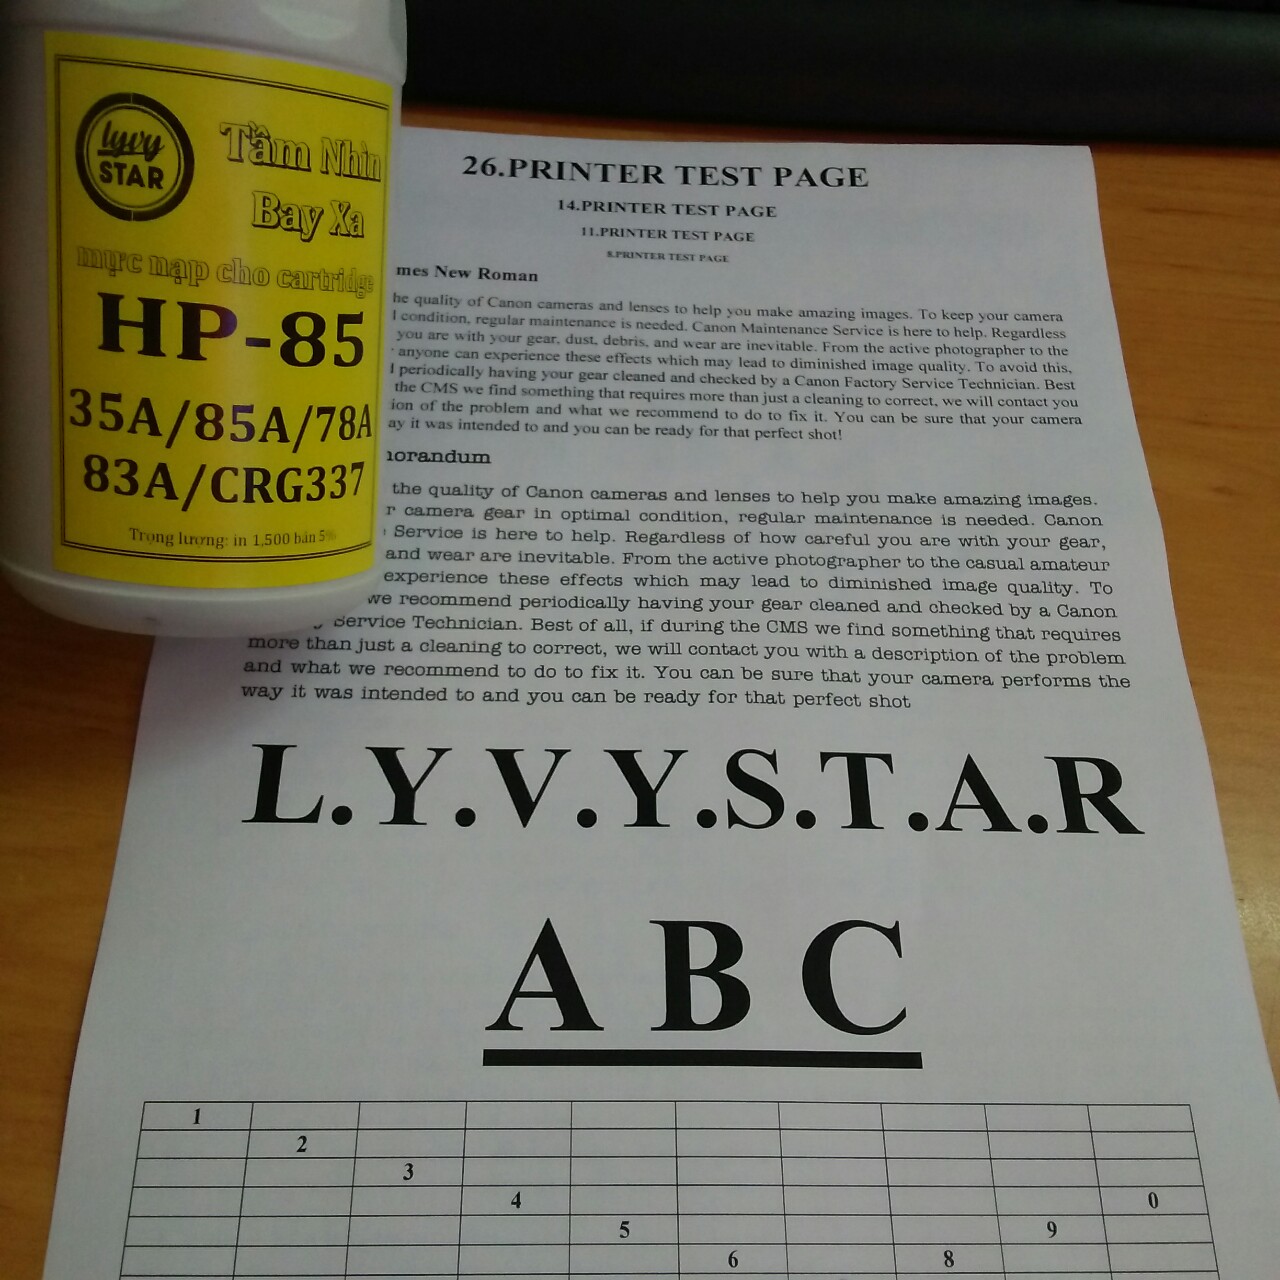 lyvy
STAR
Tầm Nhìn
Bay Xa
mực nạp cho cartridge
HP-85
35A/85A/78A
83A/CRG337
Trọng lượng: in 1,500 bản 5%
26.PRINTER TEST PAGE
14.PRINTER TEST PAGE
11.PRINTER TEST PAGE
8.PRINTER TEST PAGE
mes New Roman
he quality of Canon cameras and lenses to help you make amazing images. To keep your camera
condition, regular maintenance is needed. Canon Maintenance Service is here to help. Regardless
you are with your gear, dust, debris, and wear are inevitable. From the active photographer to the
anyone can experience these effects which may lead to diminished image quality. To avoid this,
periodically having your gear cleaned and checked by a Canon Factory Service Technician. Best
the CMS we find something that requires more than just a cleaning to correct, we will contact you
ion of the problem and what we recommend to do to fix it. You can be sure that your camera
ay it was intended to and you can be ready for that perfect shot!
orandum
the quality of Canon cameras and lenses to help you make amazing images.
r camera gear in optimal condition, regular maintenance is needed. Canon
Service is here to help. Regardless of how careful you are with your gear,
and wear are inevitable. From the active photographer to the casual amateur
experience these effects which may lead to diminished image quality. To
we recommend periodically having your gear cleaned and checked by a Canon
y Service Technician. Best of all, if during the CMS we find something that requires
more than just a cleaning to correct, we will contact you with a description of the problem
and what we recommend to do to fix it. You can be sure that your camera performs the
way it was intended to and you can be ready for that perfect shot
L.Y.V.Y.S.T.A.R
A B C
1
2
3
4 0
5 9
6 8